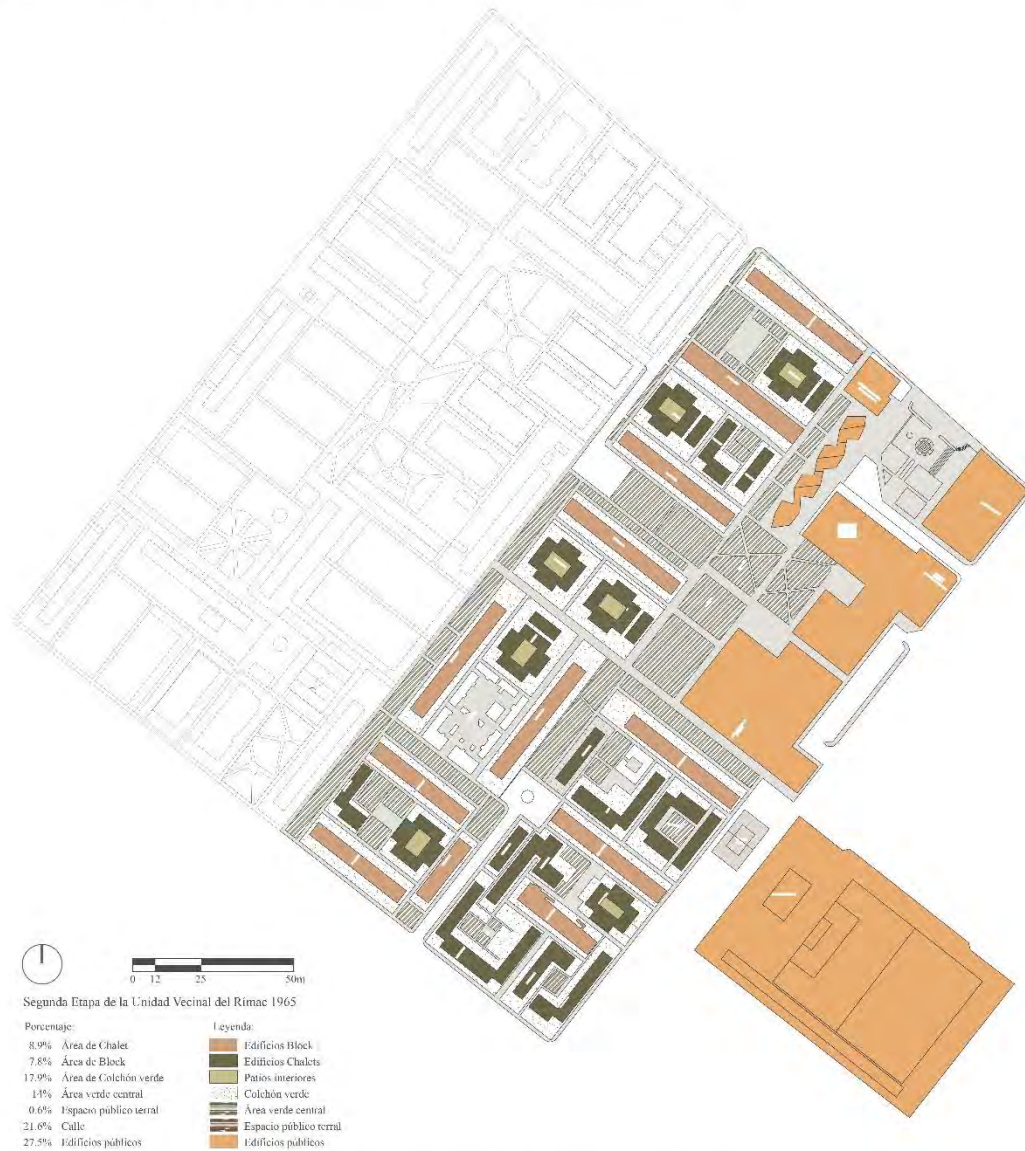 0 12 25 50m
Segunda Etapa de la Unidad Vecinal del Rimac 1965
Porcentaje:
8.9% Área de Chalet
7.8% Área de Block
17.9% Área de Colchón verde
14% Área verde central
0.6% Espacio público terral
21.6% Calle
27.5% Edificios públicos
Leyenda:
Edificios Block
Edificios Chalets
Patios interiores
Colchón verde
Área verde central
Espacio público terral
Edificios públicos